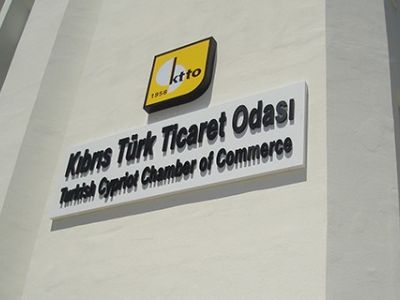 ktto
1958
Kıbrıs Türk Ticaret Odası
Turkish Cypriot Chamber of Commerce